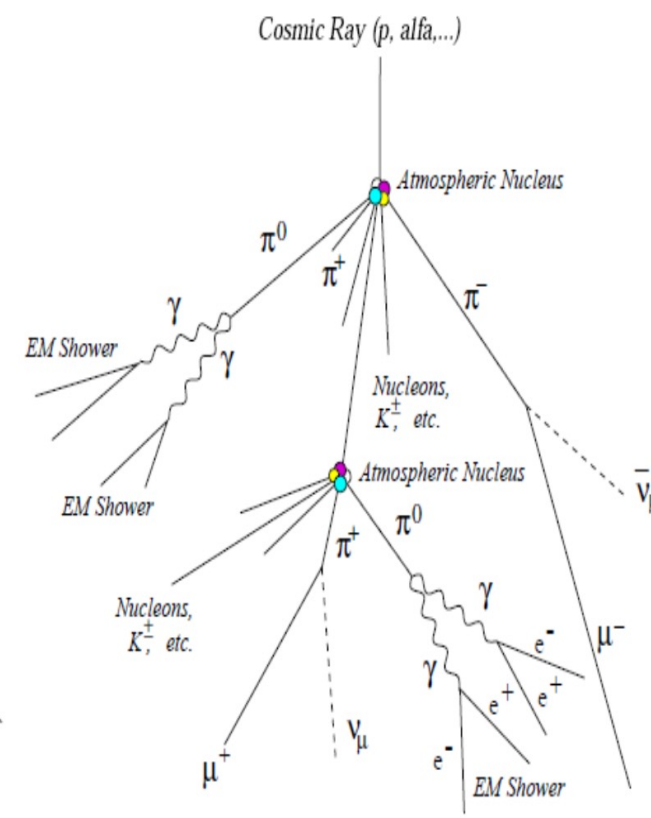 Cosmic Ray (p, alfa,...)
Atmospheric Nucleus
π⁰
π⁺
π⁻
γ
γ
EM Shower
EM Shower
Nucleons,
K±, etc.
Atmospheric Nucleus
π⁰
π⁺
Nucleons,
K±, etc.
γ
γ
e⁻
e⁺
e⁺
e⁻
μ⁻
νμ
μ⁺
EM Shower